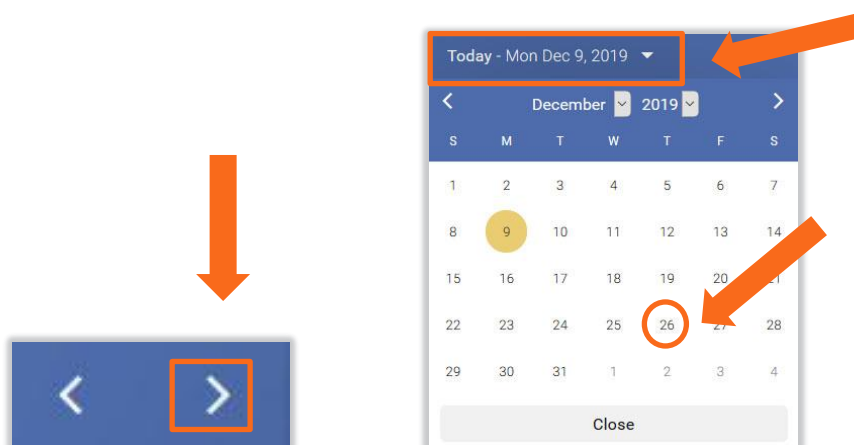 Today - Mon Dec 9, 2019
December 2019
S M T W T F S
1 2 3 4 5 6 7
8 9 10 11 12 13 14
15 16 17 18 19 20 21
22 23 24 25 26 27 28
29 30 31 1 2 3 4
Close